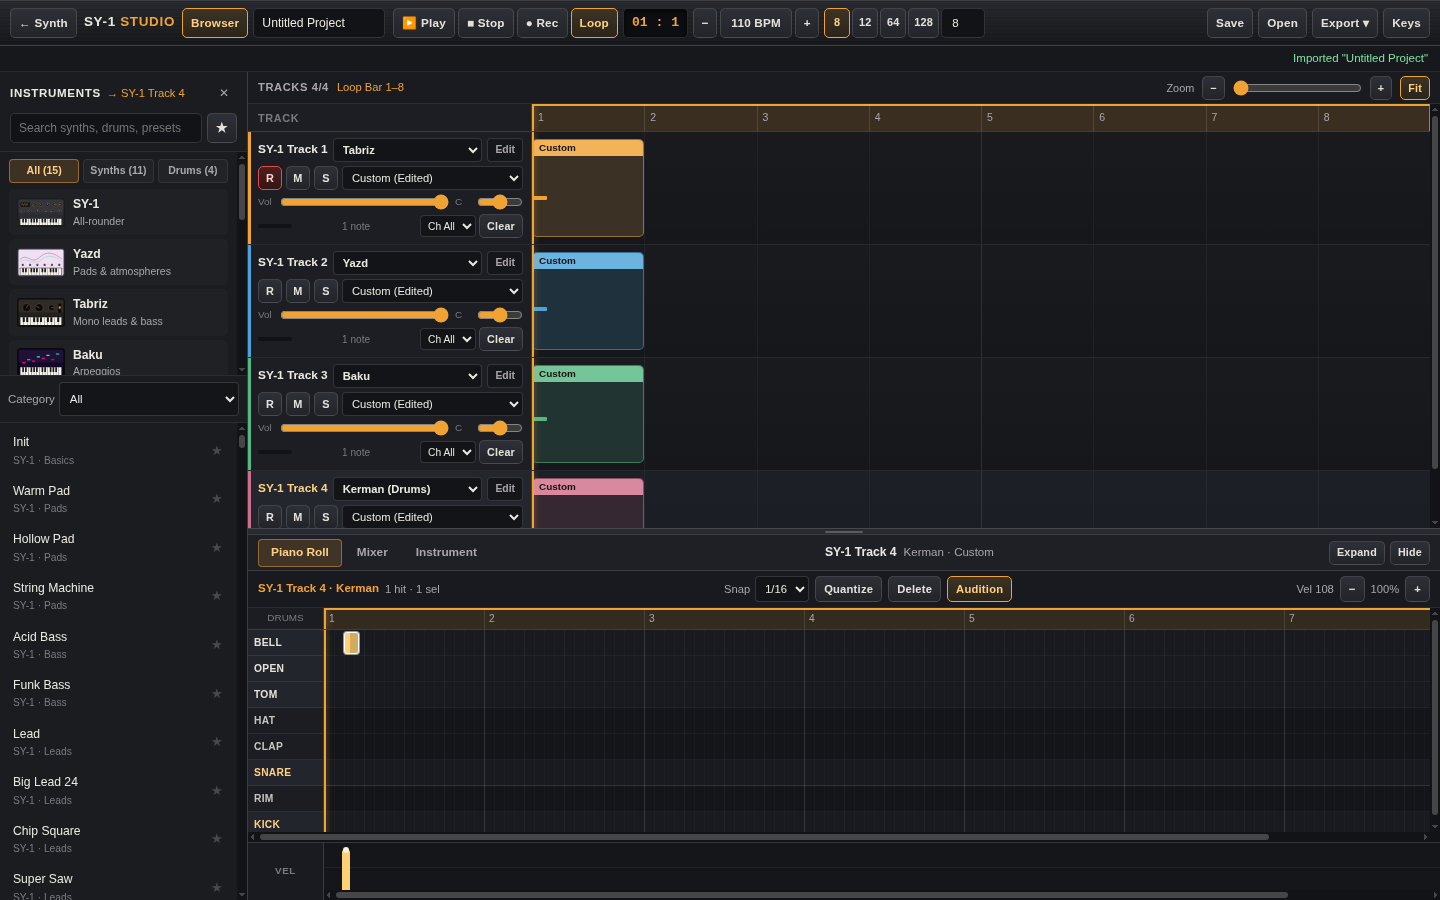 ← Synth SY-1 STUDIO Browser Untitled Project ▶ Play ■ Stop ● Rec Loop 01 : 1 − 110 BPM + 8 12 64 128 8 Save Open Export ▾ Keys
Imported "Untitled Project"
INSTRUMENTS → SY-1 Track 4 ✕
Search synths, drums, presets ★
All (15) Synths (11) Drums (4)
SY-1
All-rounder
Yazd
Pads & atmospheres
Tabriz
Mono leads & bass
Baku
Arpeggios
Category All
Init
SY-1 · Basics
Warm Pad
SY-1 · Pads
Hollow Pad
SY-1 · Pads
String Machine
SY-1 · Pads
Acid Bass
SY-1 · Bass
Funk Bass
SY-1 · Bass
Lead
SY-1 · Leads
Big Lead 24
SY-1 · Leads
Chip Square
SY-1 · Leads
Super Saw
SY-1 · Leads
TRACKS 4/4 Loop Bar 1–8 Zoom − + Fit
TRACK 1 2 3 4 5 6 7 8
SY-1 Track 1 Tabriz Edit
R M S Custom (Edited)
Vol C
1 note Ch All Clear
Custom
SY-1 Track 2 Yazd Edit
R M S Custom (Edited)
Vol C
1 note Ch All Clear
Custom
SY-1 Track 3 Baku Edit
R M S Custom (Edited)
Vol C
1 note Ch All Clear
Custom
SY-1 Track 4 Kerman (Drums) Edit
R M S Custom (Edited)
Custom
Piano Roll Mixer Instrument SY-1 Track 4 Kerman · Custom Expand Hide
SY-1 Track 4 · Kerman 1 hit · 1 sel Snap 1/16 Quantize Delete Audition Vel 108 − 100% +
DRUMS 1 2 3 4 5 6 7
BELL
OPEN
TOM
HAT
CLAP
SNARE
RIM
KICK
VEL